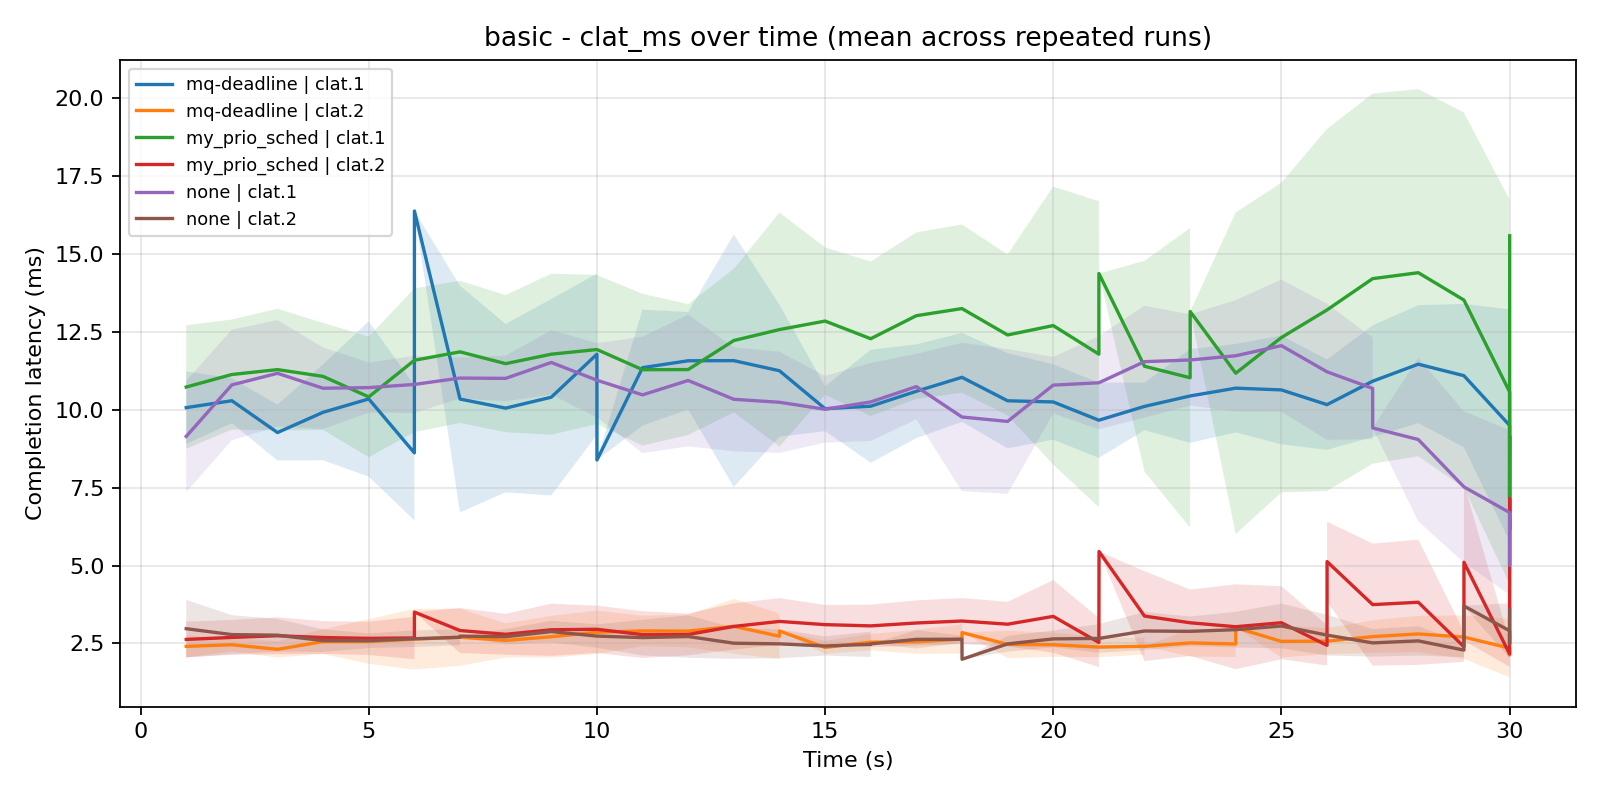 basic - clat_ms over time (mean across repeated runs)
mq-deadline | clat.1
mq-deadline | clat.2
my_prio_sched | clat.1
my_prio_sched | clat.2
none | clat.1
none | clat.2
Completion latency (ms)
20.0
17.5
15.0
12.5
10.0
7.5
5.0
2.5
0 5 10 15 20 25 30
Time (s)